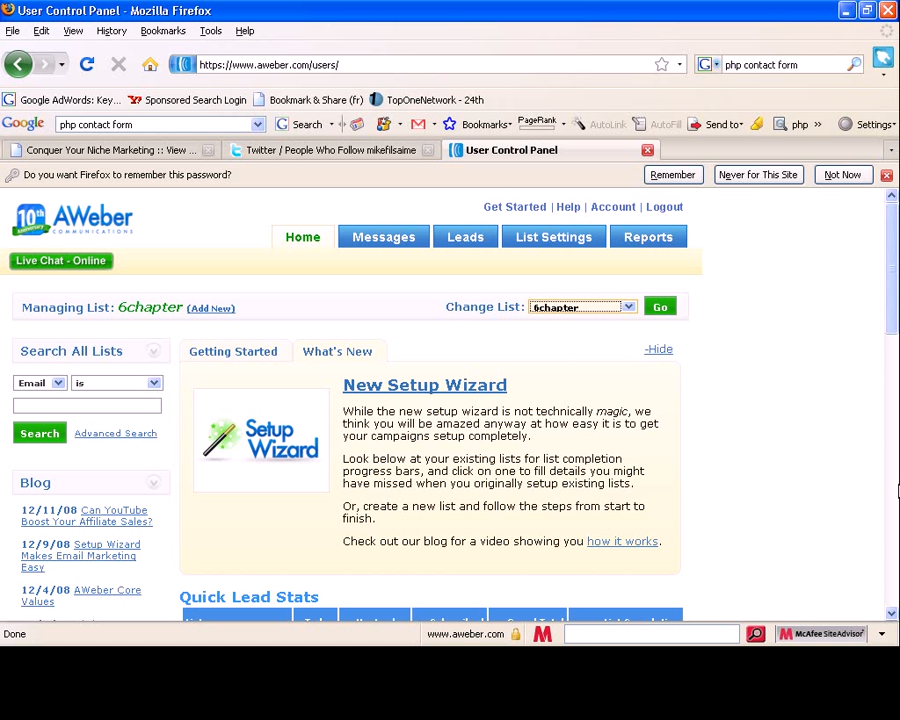 User Control Panel - Mozilla Firefox
File Edit View History Bookmarks Tools Help
https://www.aweber.com/users/
php contact form
Google AdWords: Key... Sponsored Search Login Bookmark & Share (fr) TopOneNetwork - 24th
Google php contact form Search Bookmarks PageRank AutoLink AutoFill Send to php » Settings
Conquer Your Niche Marketing :: View ... Twitter / People Who Follow mikefilsaime User Control Panel
Do you want Firefox to remember this password? Remember Never for This Site Not Now
10th AWeber COMMUNICATIONS
Get Started | Help | Account | Logout
Home Messages Leads List Settings Reports
Live Chat - Online
Managing List: 6chapter (Add New) Change List: 6chapter Go
Search All Lists
Email is
Search Advanced Search
Getting Started What's New -Hide
Setup Wizard
New Setup Wizard
While the new setup wizard is not technically magic, we
think you will be amazed anyway at how easy it is to get
your campaigns setup completely.
Look below at your existing lists for list completion
progress bars, and click on one to fill details you might
have missed when you originally setup existing lists.
Or, create a new list and follow the steps from start to
finish.
Check out our blog for a video showing you how it works.
Blog
12/11/08 Can YouTube
Boost Your Affiliate Sales?
12/9/08 Setup Wizard
Makes Email Marketing
Easy
12/4/08 AWeber Core
Values
Quick Lead Stats
Done www.aweber.com McAfee SiteAdvisor